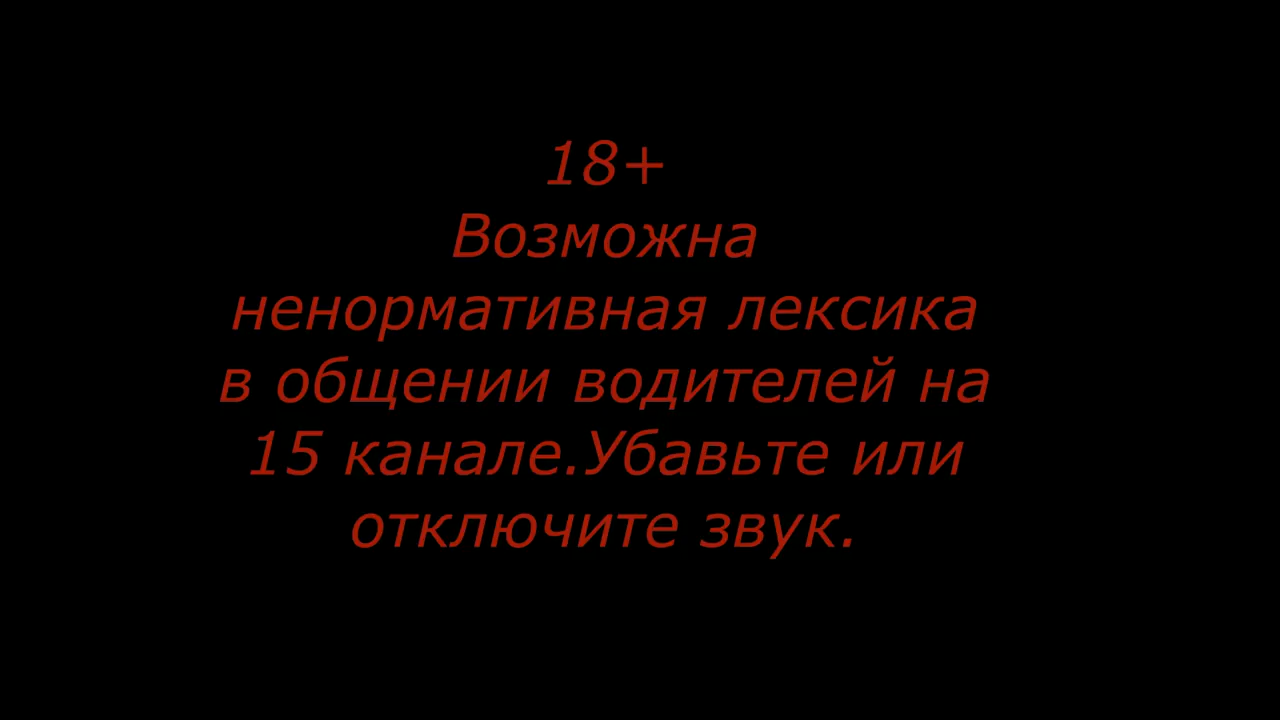 18+
Возможна
ненормативная лексика
в общении водителей на
15 канале.Убавьте или
отключите звук.